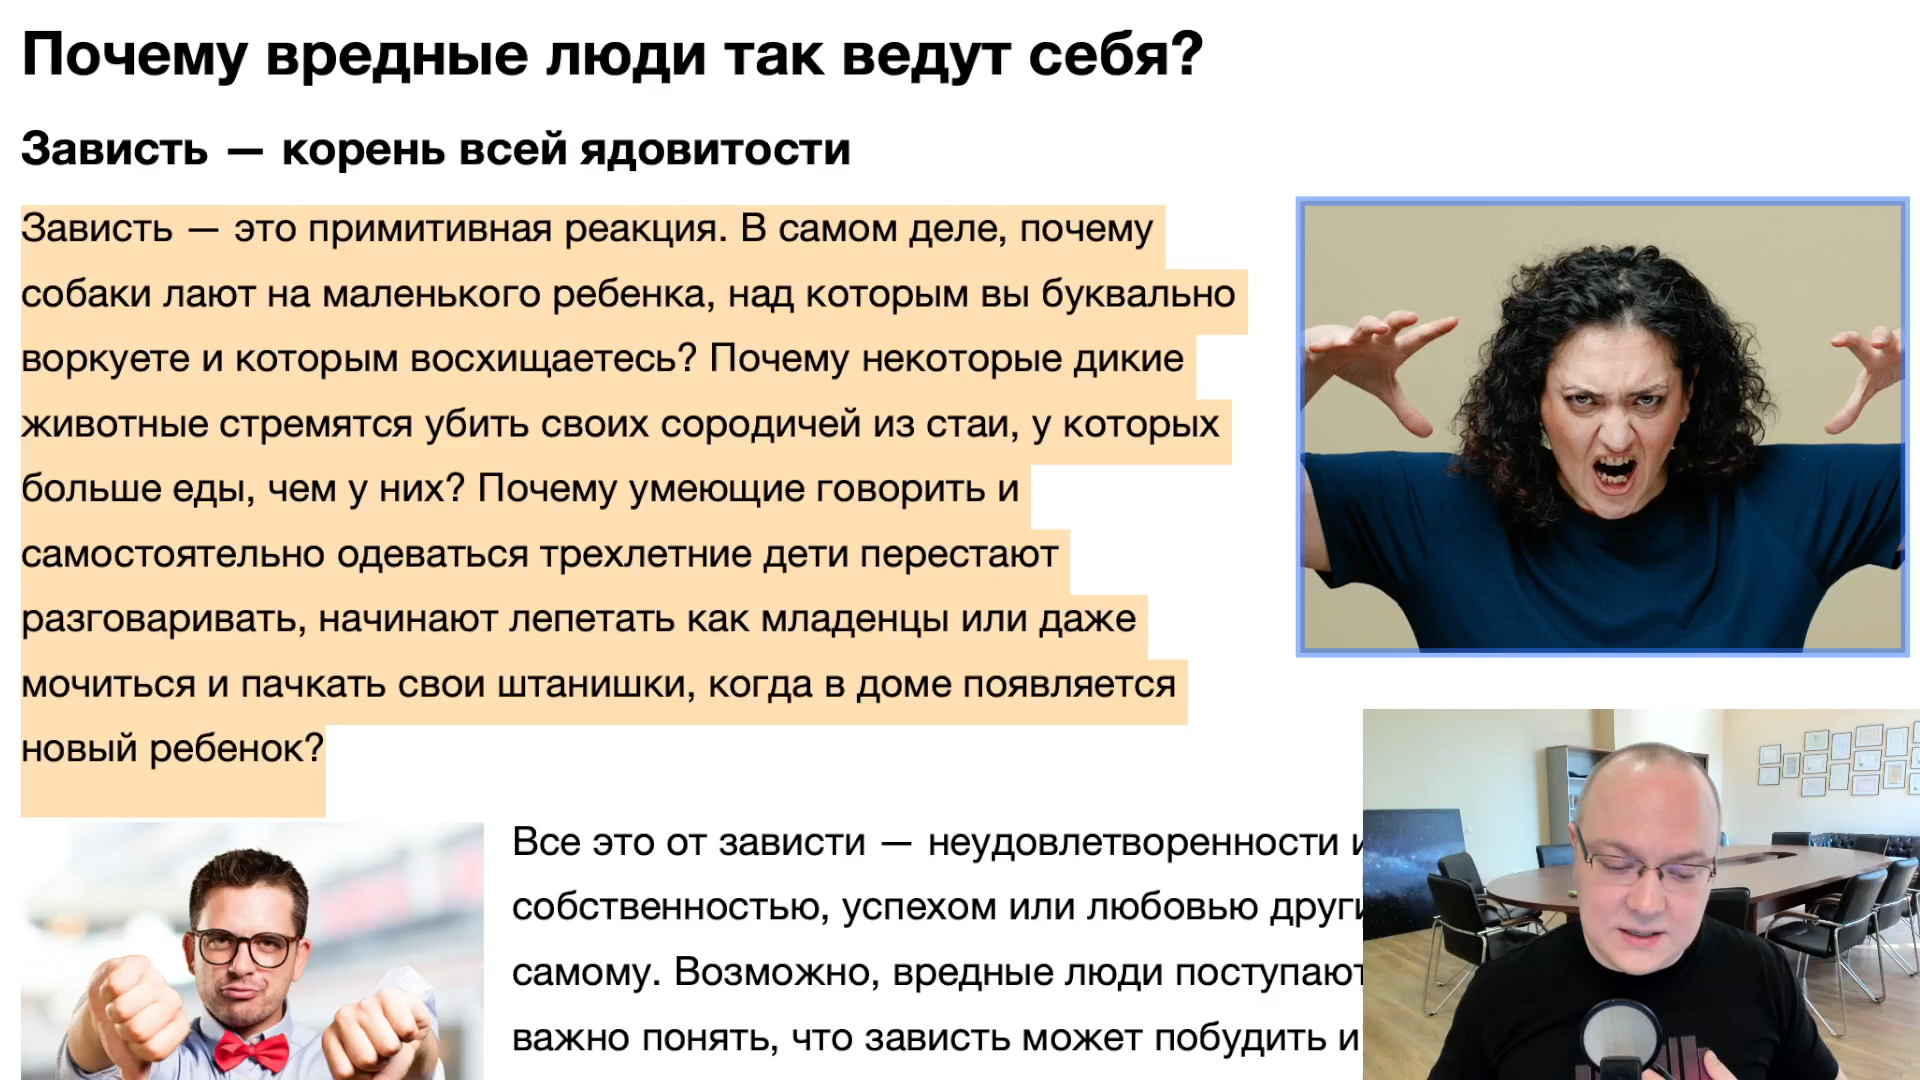 Почему вредные люди так ведут себя?
Зависть — корень всей ядовитости
Зависть — это примитивная реакция. В самом деле, почему
собаки лают на маленького ребенка, над которым вы буквально
воркуете и которым восхищаетесь? Почему некоторые дикие
животные стремятся убить своих сородичей из стаи, у которых
больше еды, чем у них? Почему умеющие говорить и
самостоятельно одеваться трехлетние дети перестают
разговаривать, начинают лепетать как младенцы или даже
мочиться и пачкать свои штанишки, когда в доме появляется
новый ребенок?
Все это от зависти — неудовлетворенности
собственностью, успехом или любовью
самому. Возможно, вредные люди поступают
важно понять, что зависть может побудить